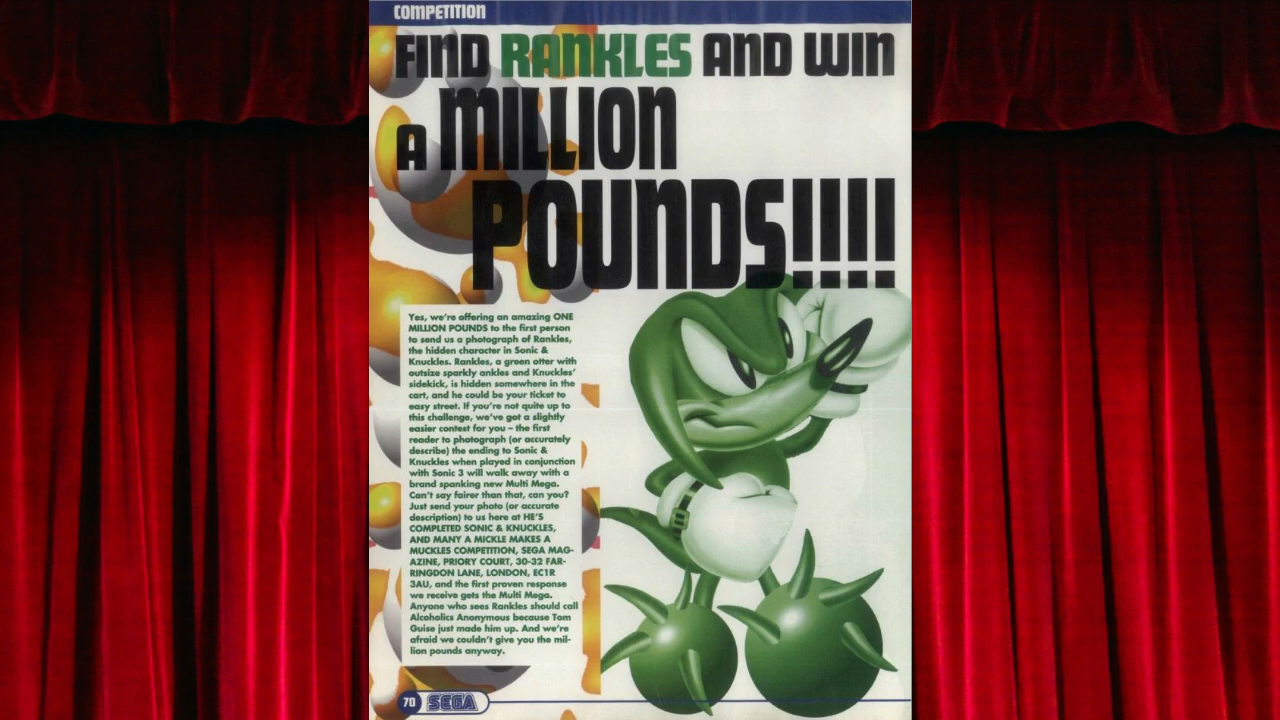 COMPETITION
FIND RANKLES AND WIN
A MILLION
POUNDS!!!!
Yes, we're offering an amazing ONE
MILLION POUNDS to the first person
to send us a photograph of Rankles,
the hidden character in Sonic &
Knuckles. Rankles, a green otter with
outsize sparkly ankles and Knuckles'
sidekick, is hidden somewhere in the
cart, and he could be your ticket to
easy street. If you're not quite up to
this challenge, we've got a slightly
easier contest for you – the first
reader to photograph (or accurately
describe) the ending to Sonic &
Knuckles when played in conjunction
with Sonic 3 will walk away with a
brand spanking new Multi Mega.
Can't say fairer than that, can you?
Just send your photo (or accurate
description) to us here at HE'S
COMPLETED SONIC & KNUCKLES,
AND MANY A MICKLE MAKES A
MUCKLES COMPETITION, SEGA MAG-
AZINE, PRIORY COURT, 30-32 FAR-
RINGDON LANE, LONDON, EC1R
3AU, and the first proven response
we receive gets the Multi Mega.
Anyone who sees Rankles should call
Alcoholics Anonymous because Tom
Guise just made him up. And we're
afraid we couldn't give you the mil-
lion pounds anyway.
70 SEGA